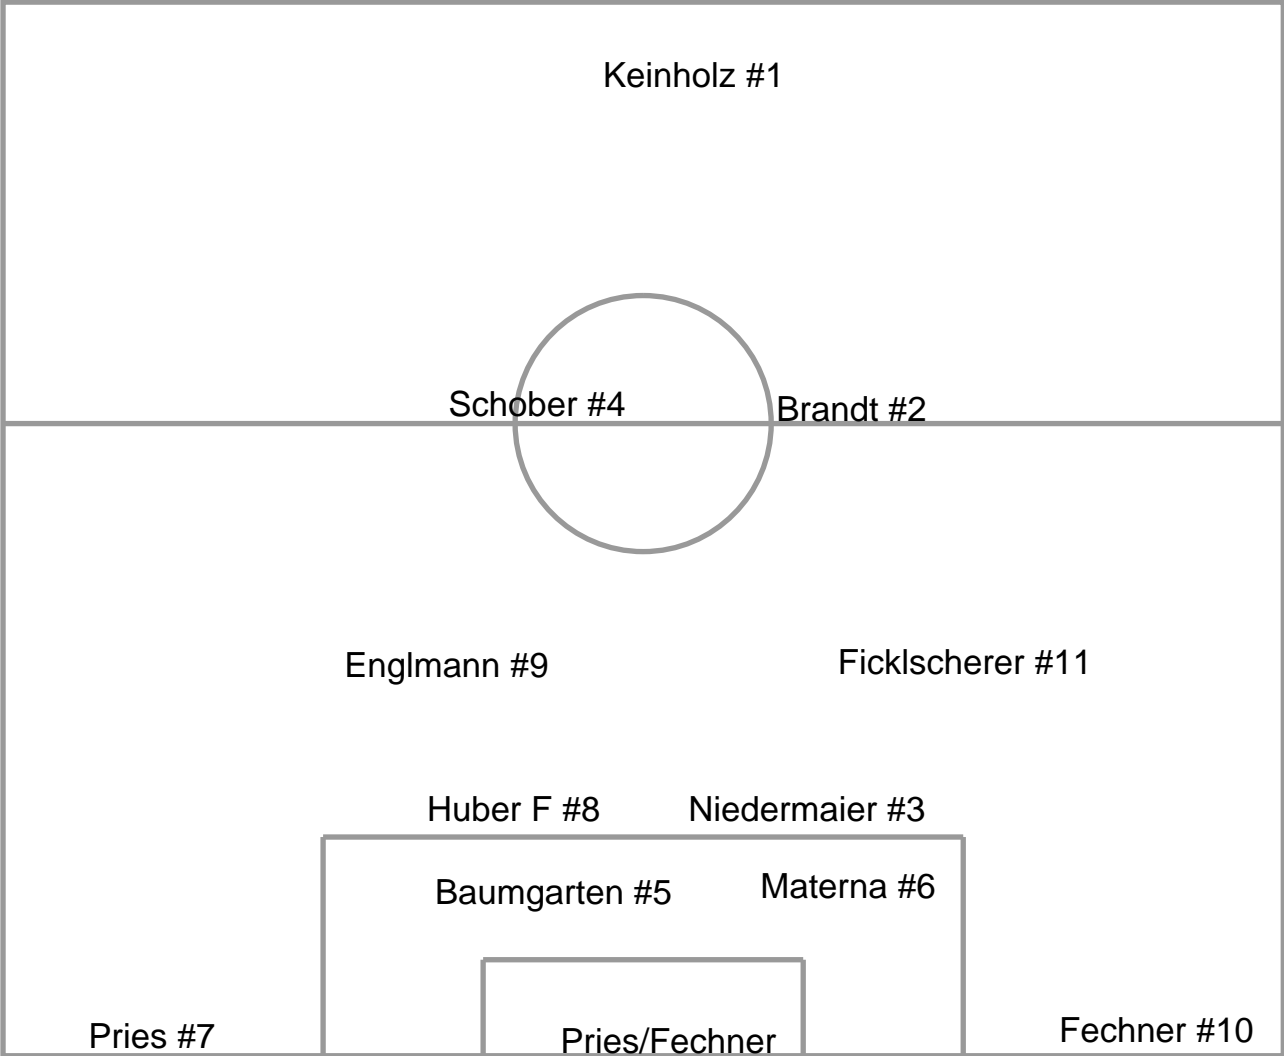 Keinholz #1
Schober #4
Brandt #2
Englmann #9
Ficklscherer #11
Huber F #8
Niedermaier #3
Baumgarten #5
Materna #6
Pries #7
Pries/Fechner
Fechner #10